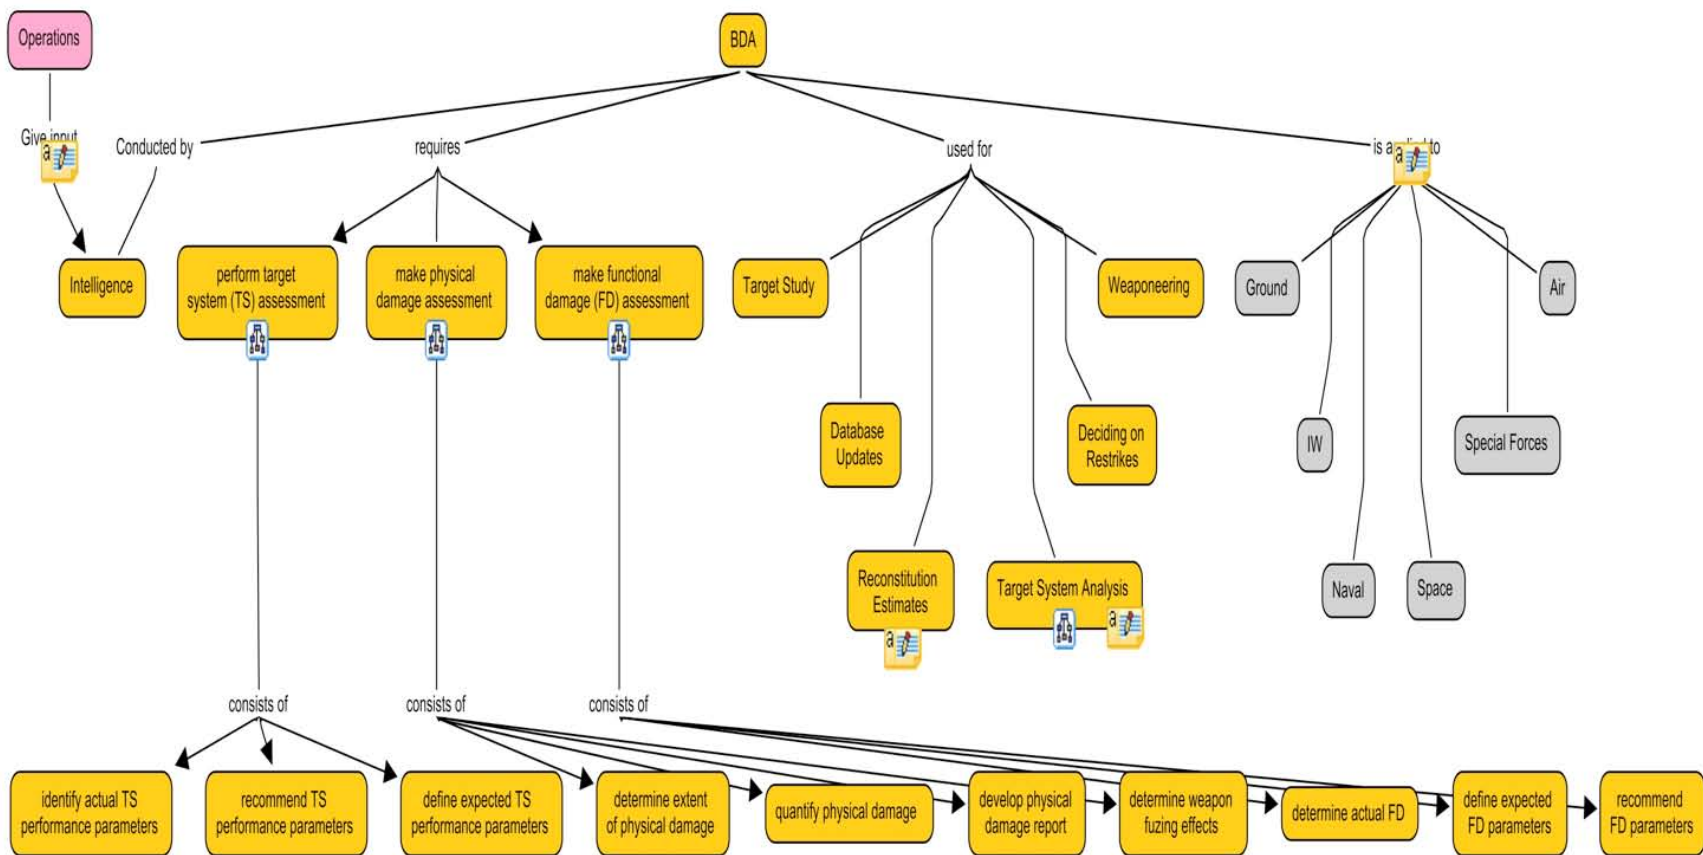 Operations
BDA
Give input
Conducted by
requires
used for
is a to
a
a
Intelligence
perform target
system (TS) assessment
make physical
damage assessment
make functional
damage (FD) assessment
Target Study
Weaponeering
Ground
Air
Database
Updates
Deciding on
Restrikes
IW
Special Forces
Reconstitution
Estimates
a
Target System Analysis
a
Naval
Space
consists of
consists of
consists of
identify actual TS
performance parameters
recommend TS
performance parameters
define expected TS
performance parameters
determine extent
of physical damage
quantify physical damage
develop physical
damage report
determine weapon
fuzing effects
determine actual FD
define expected
FD parameters
recommend
FD parameters